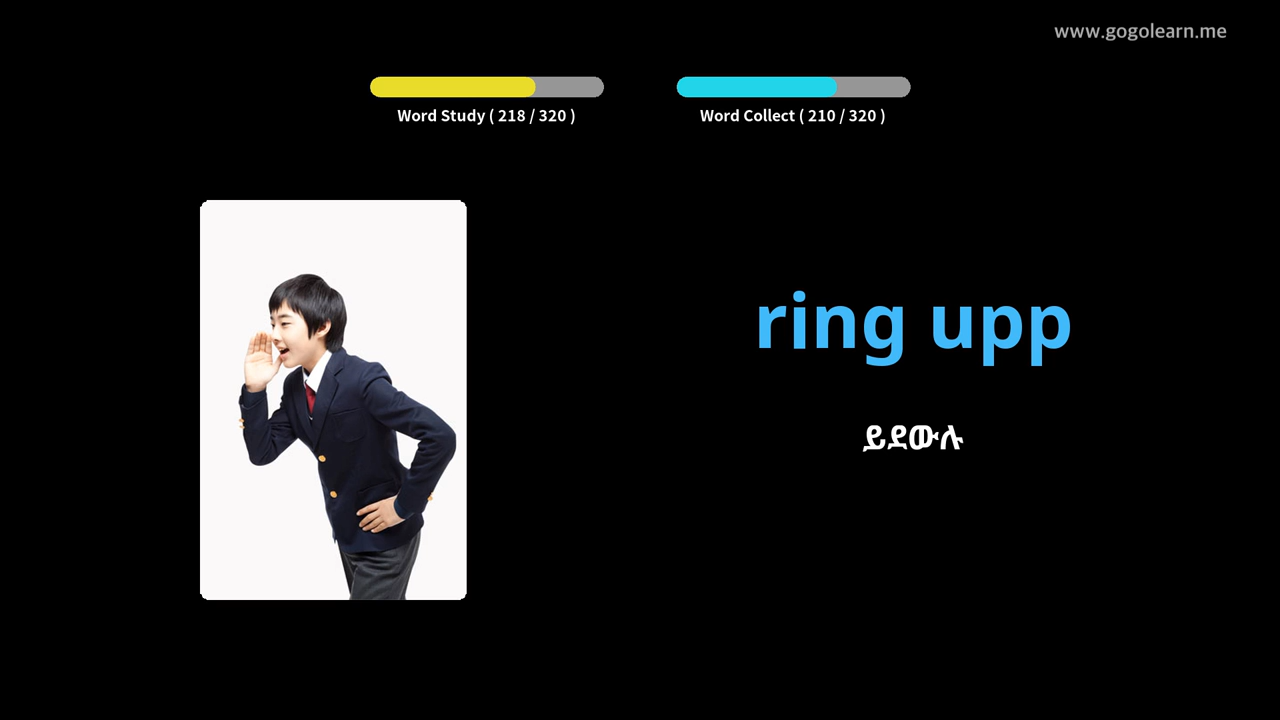 www.gogolearn.me
Word Study ( 218 / 320 )
Word Collect ( 210 / 320 )
ring upp
ይደውሉ